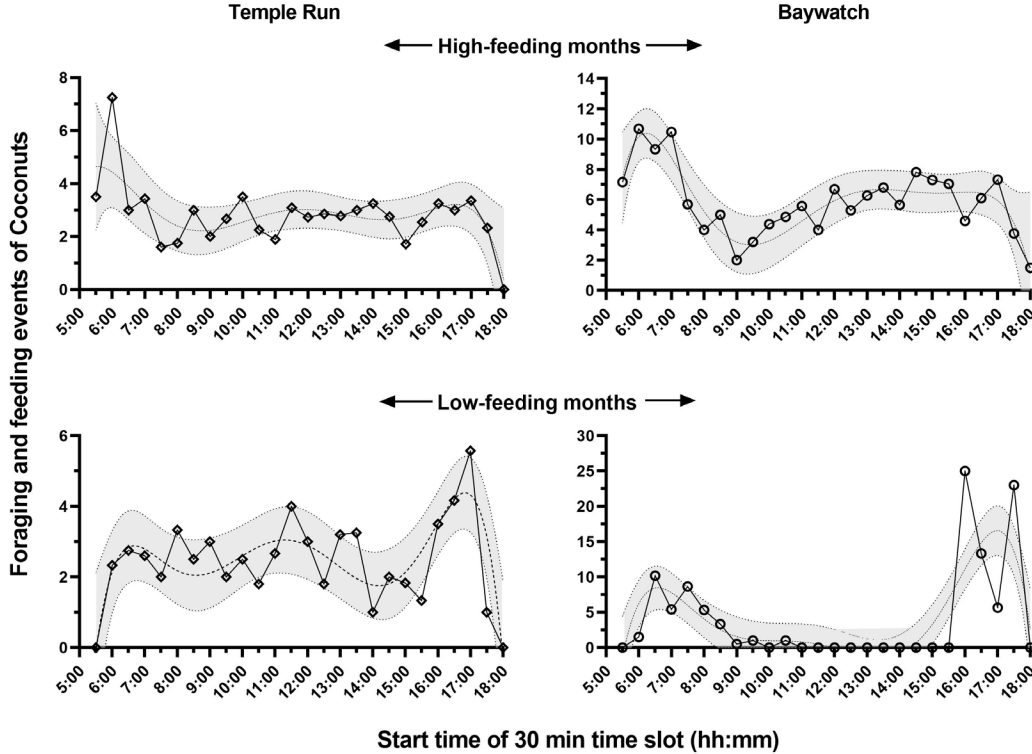 Temple Run
Baywatch
High-feeding months
Foraging and feeding events of Coconuts
8
6
4
2
0
5:00 6:00 7:00 8:00 9:00 10:00 11:00 12:00 13:00 14:00 15:00 16:00 17:00 18:00
14
12
10
8
6
4
2
0
5:00 6:00 7:00 8:00 9:00 10:00 11:00 12:00 13:00 14:00 15:00 16:00 17:00 18:00
Low-feeding months
6
4
2
0
5:00 6:00 7:00 8:00 9:00 10:00 11:00 12:00 13:00 14:00 15:00 16:00 17:00 18:00
30
25
20
15
10
5
0
5:00 6:00 7:00 8:00 9:00 10:00 11:00 12:00 13:00 14:00 15:00 16:00 17:00 18:00
Start time of 30 min time slot (hh:mm)